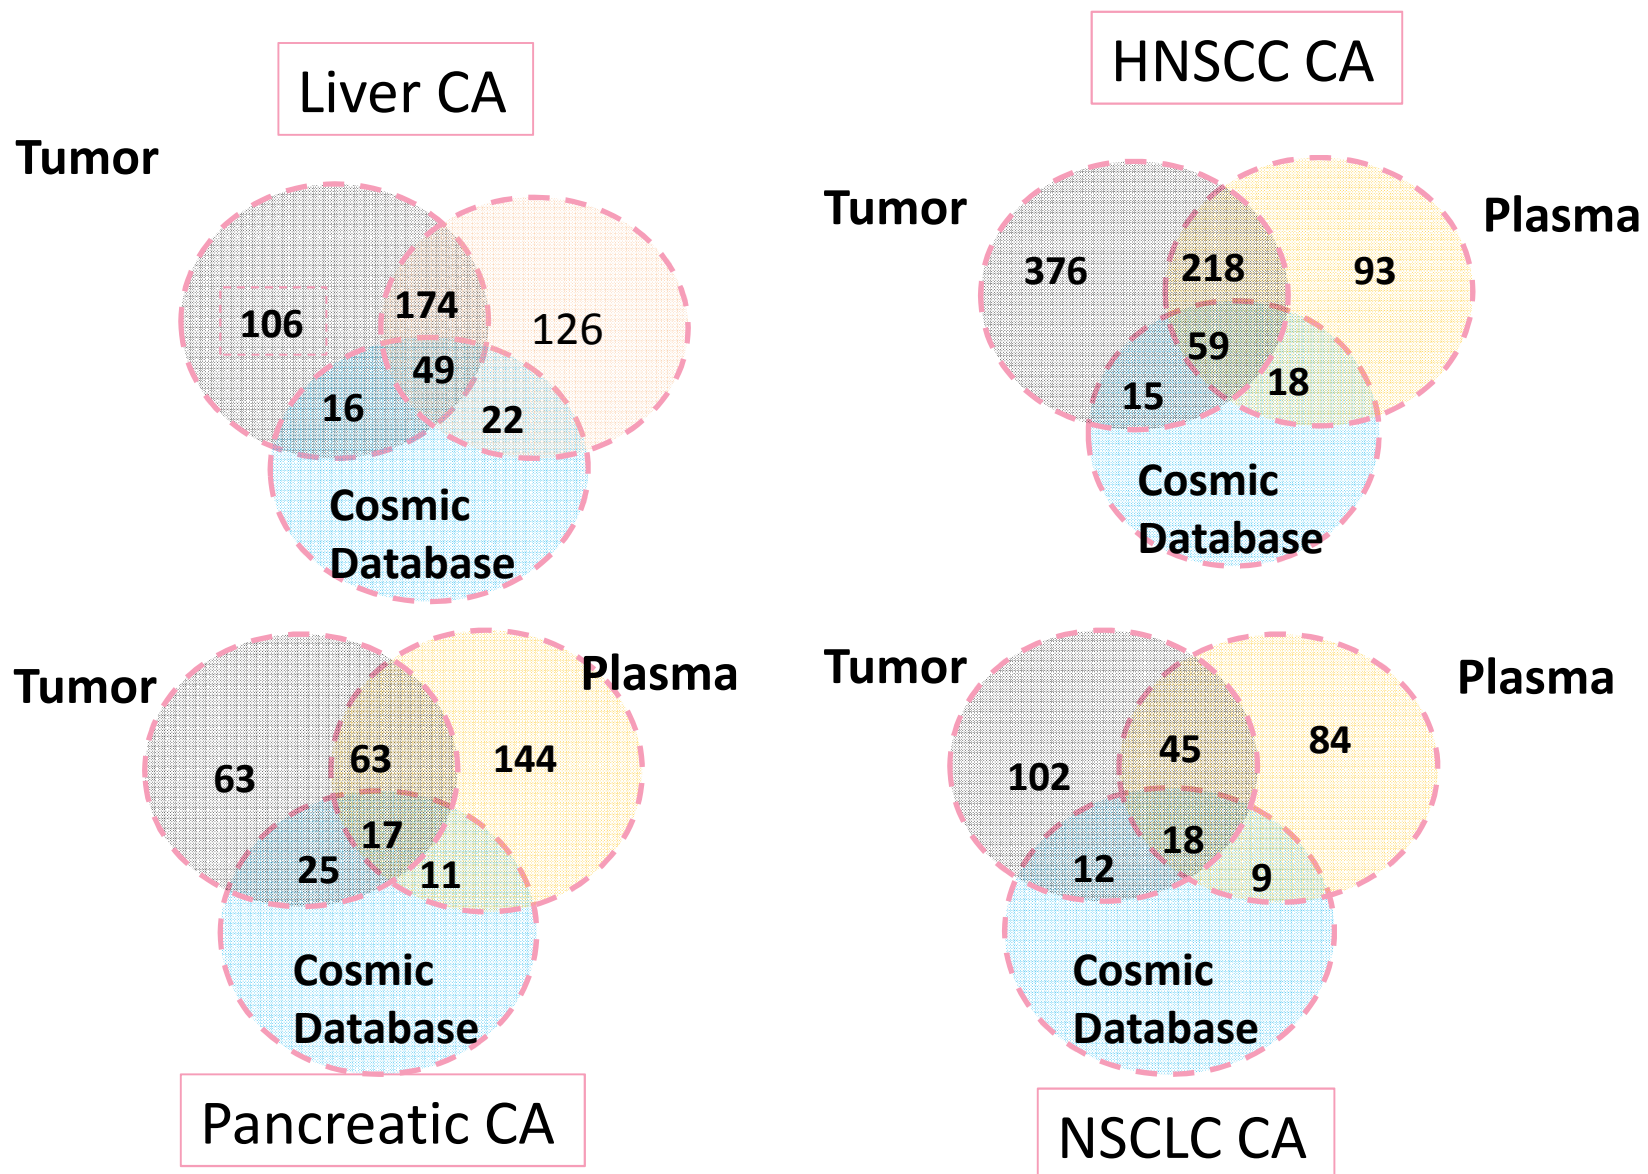 Liver CA
Tumor
106
174
126
49
16
22
Cosmic
Database
HNSCC CA
Tumor
Plasma
376
218
93
59
15
18
Cosmic
Database
Tumor
Plasma
63
63
144
17
25
11
Cosmic
Database
Pancreatic CA
Tumor
Plasma
102
45
84
18
12
9
Cosmic
Database
NSCLC CA